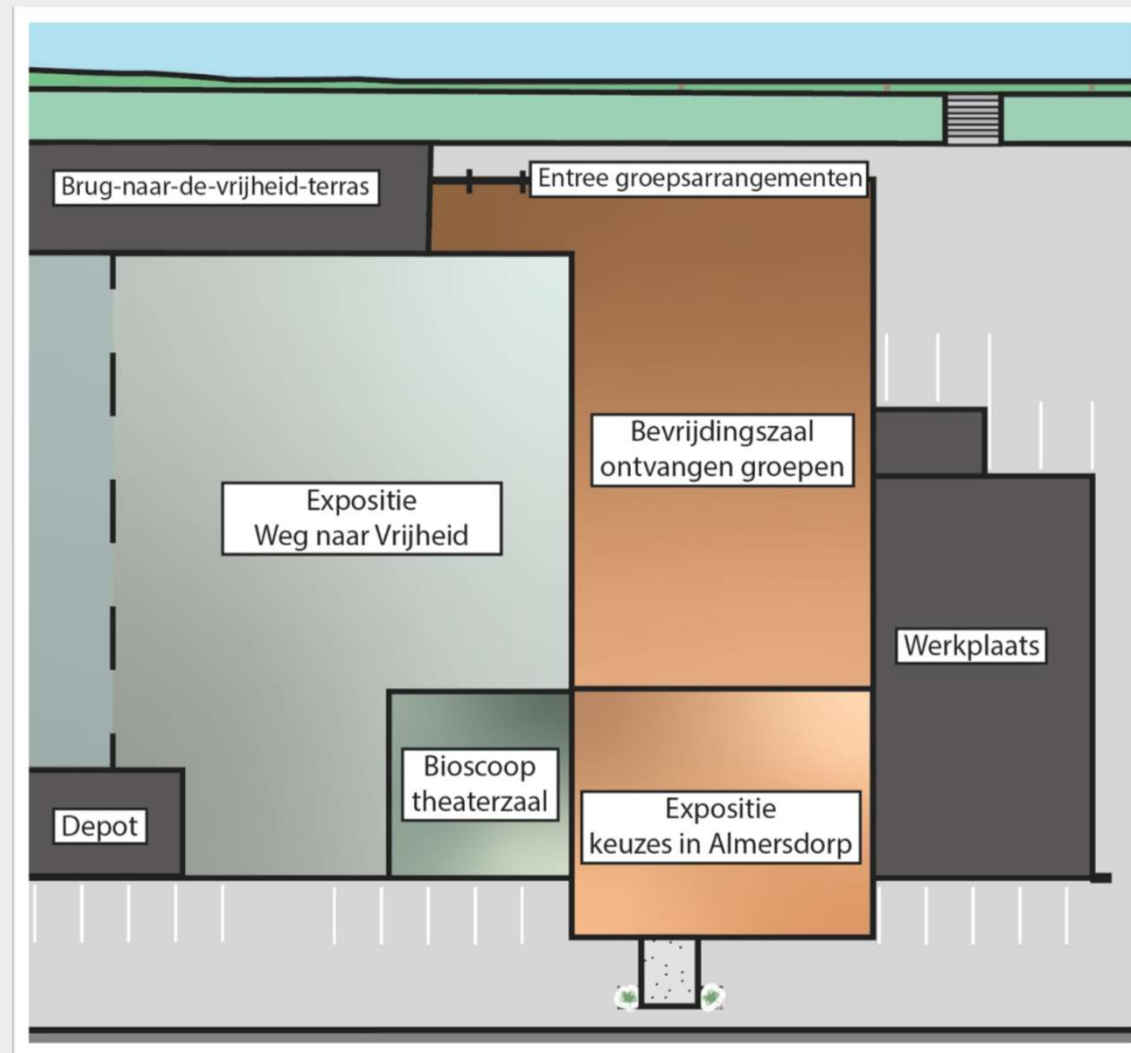 Brug-naar-de-vrijheid-terras
Entree groepsarrangementen
Bevrijdingszaal
ontvangen groepen
Expositie
Weg naar Vrijheid
Werkplaats
Bioscoop
theaterzaal
Expositie
keuzes in Almersdorp
Depot